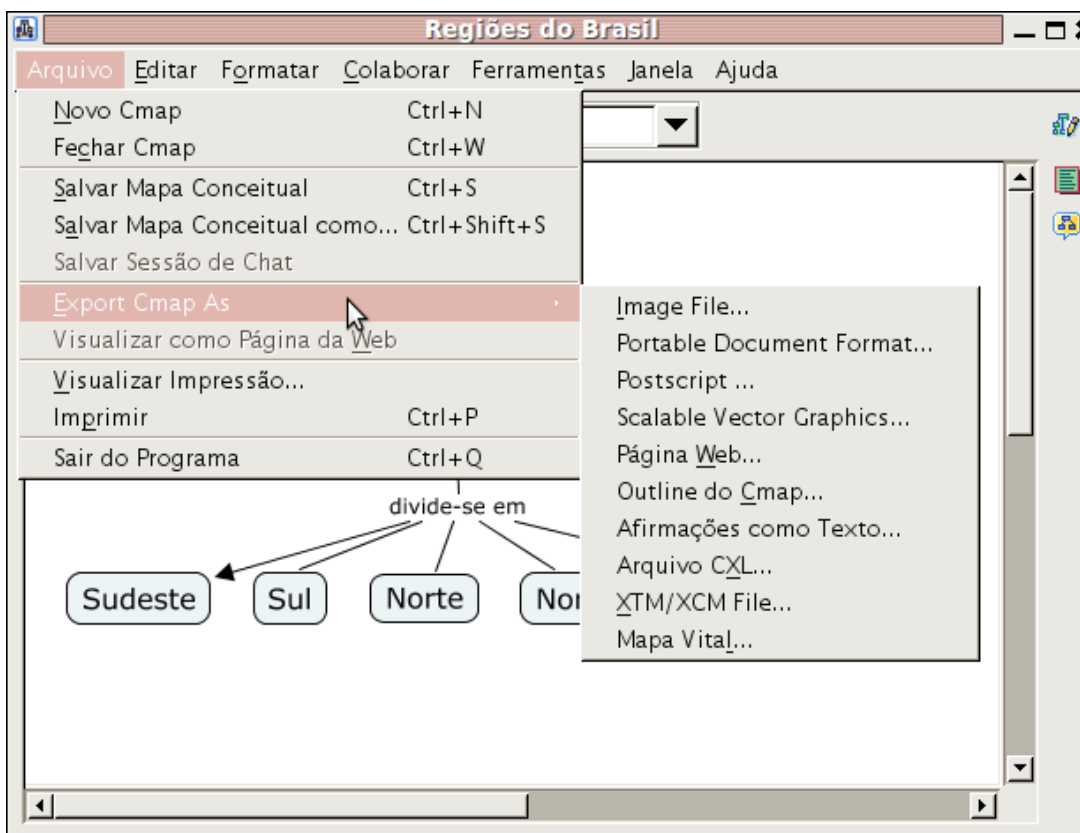 Regiões do Brasil
Arquivo Editar Formatar Colaborar Ferramentas Janela Ajuda
Novo Cmap Ctrl+N
Fechar Cmap Ctrl+W
Salvar Mapa Conceitual Ctrl+S
Salvar Mapa Conceitual como... Ctrl+Shift+S
Salvar Sessão de Chat
Export Cmap As
Visualizar como Página da Web
Visualizar Impressão...
Imprimir Ctrl+P
Sair do Programa Ctrl+Q
Image File...
Portable Document Format...
Postscript ...
Scalable Vector Graphics...
Página Web...
Outline do Cmap...
Afirmações como Texto...
Arquivo CXL...
XTM/XCM File...
Mapa Vital...
divide-se em
Sudeste Sul Norte